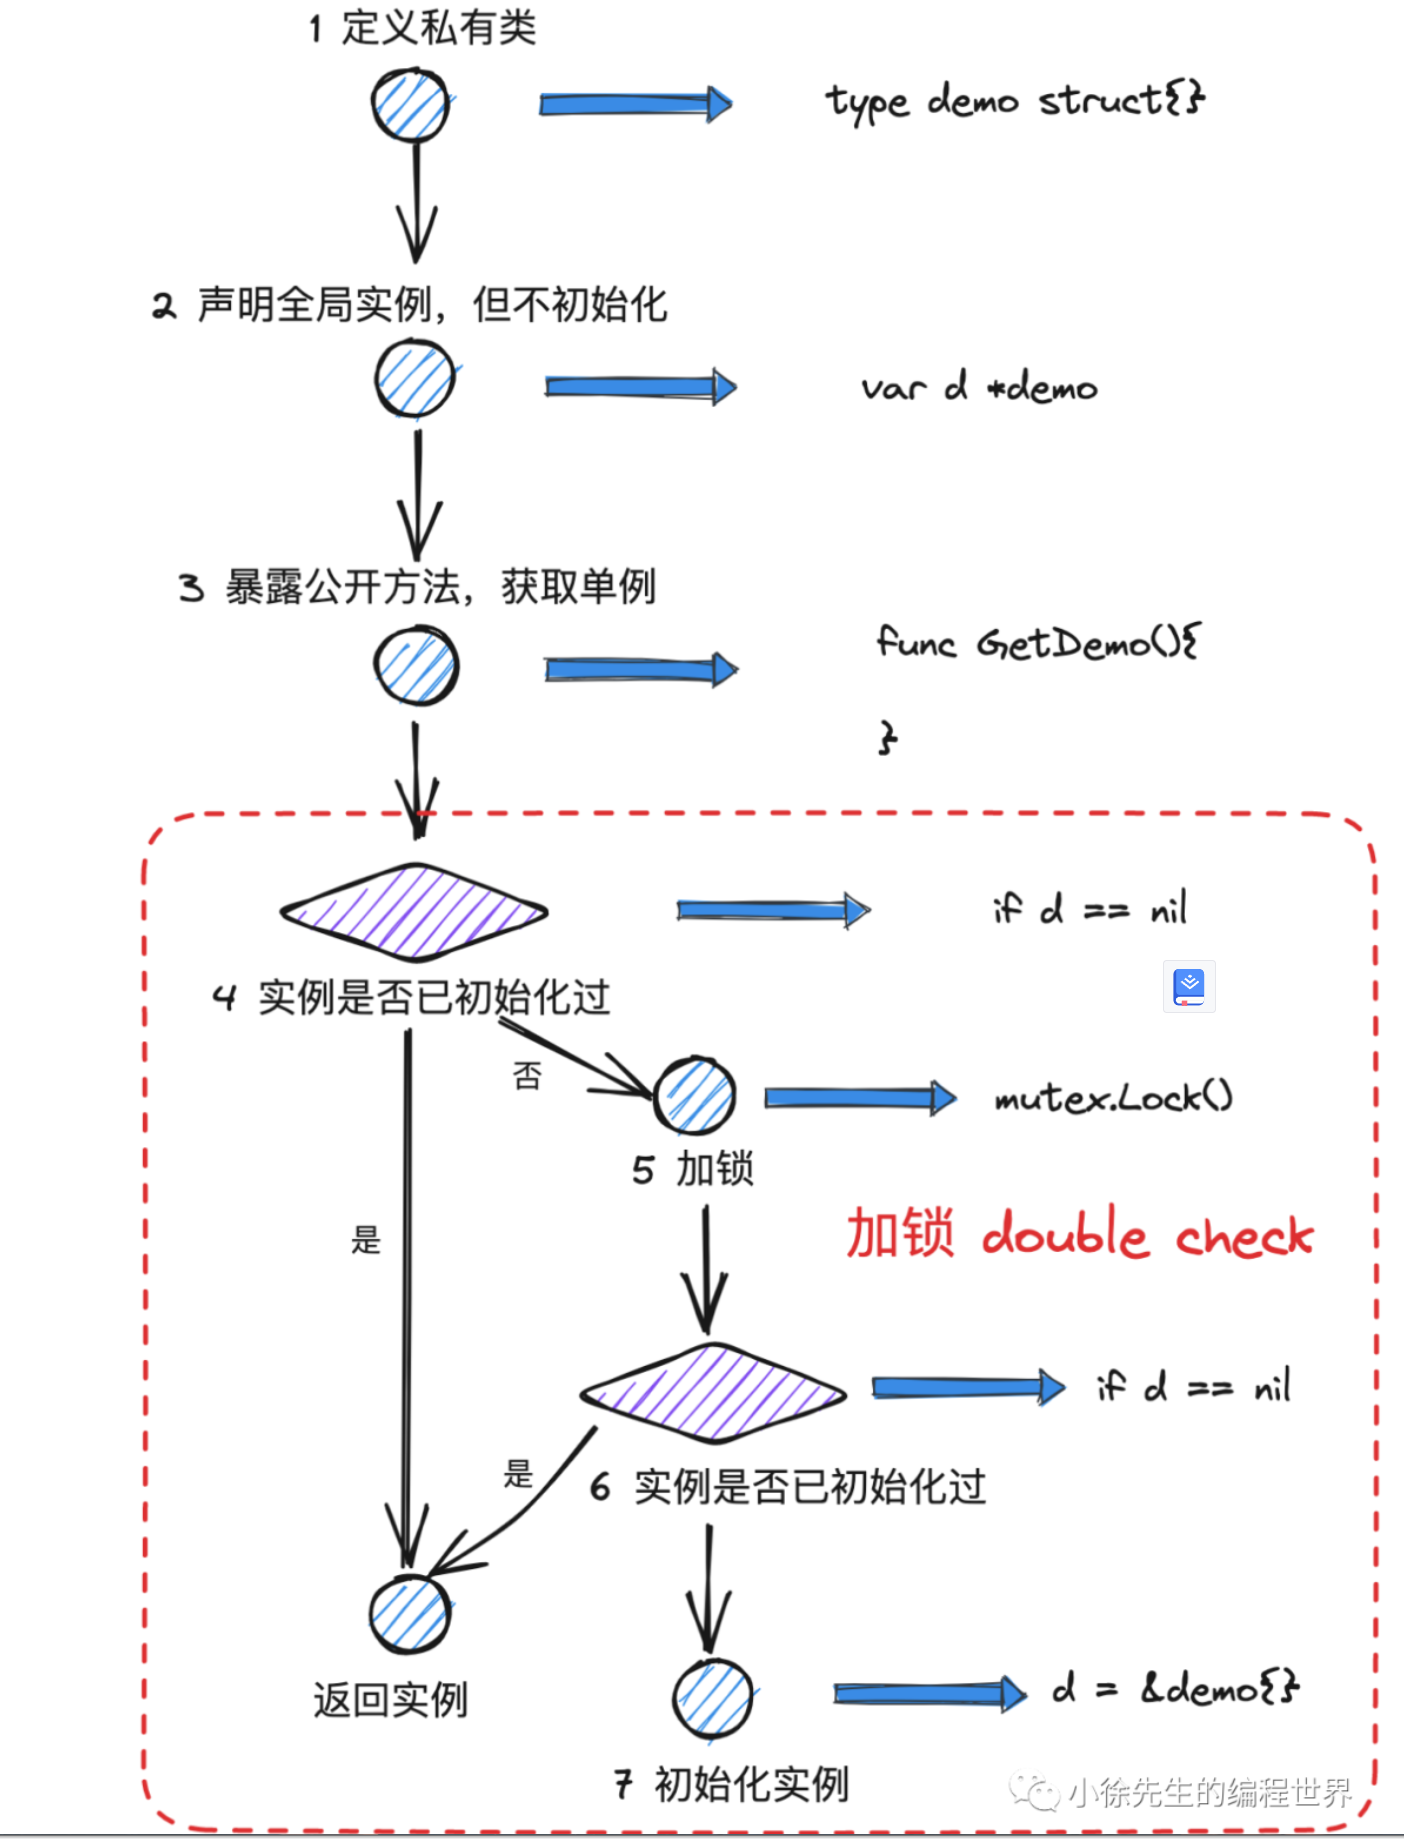 1 定义私有类
type demo struct{}
2 声明全局实例，但不初始化
var d *demo
3 暴露公开方法，获取单例
func GetDemo(){
}
if d == nil
4 实例是否已初始化过
否
mutex.Lock()
5 加锁
是
加锁 double check
if d == nil
是
6 实例是否已初始化过
返回实例
d = &demo{}
7 初始化实例
小徐先生的编程世界